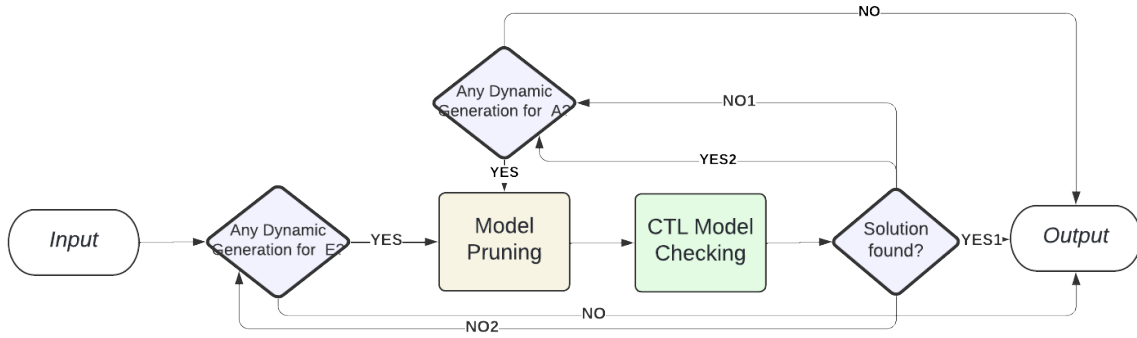 NO
Any Dynamic
Generation for A?
NO1
YES2
YES
Input
Any Dynamic
Generation for E?
YES
Model
Pruning
CTL Model
Checking
Solution
found?
YES1
Output
NO
NO2